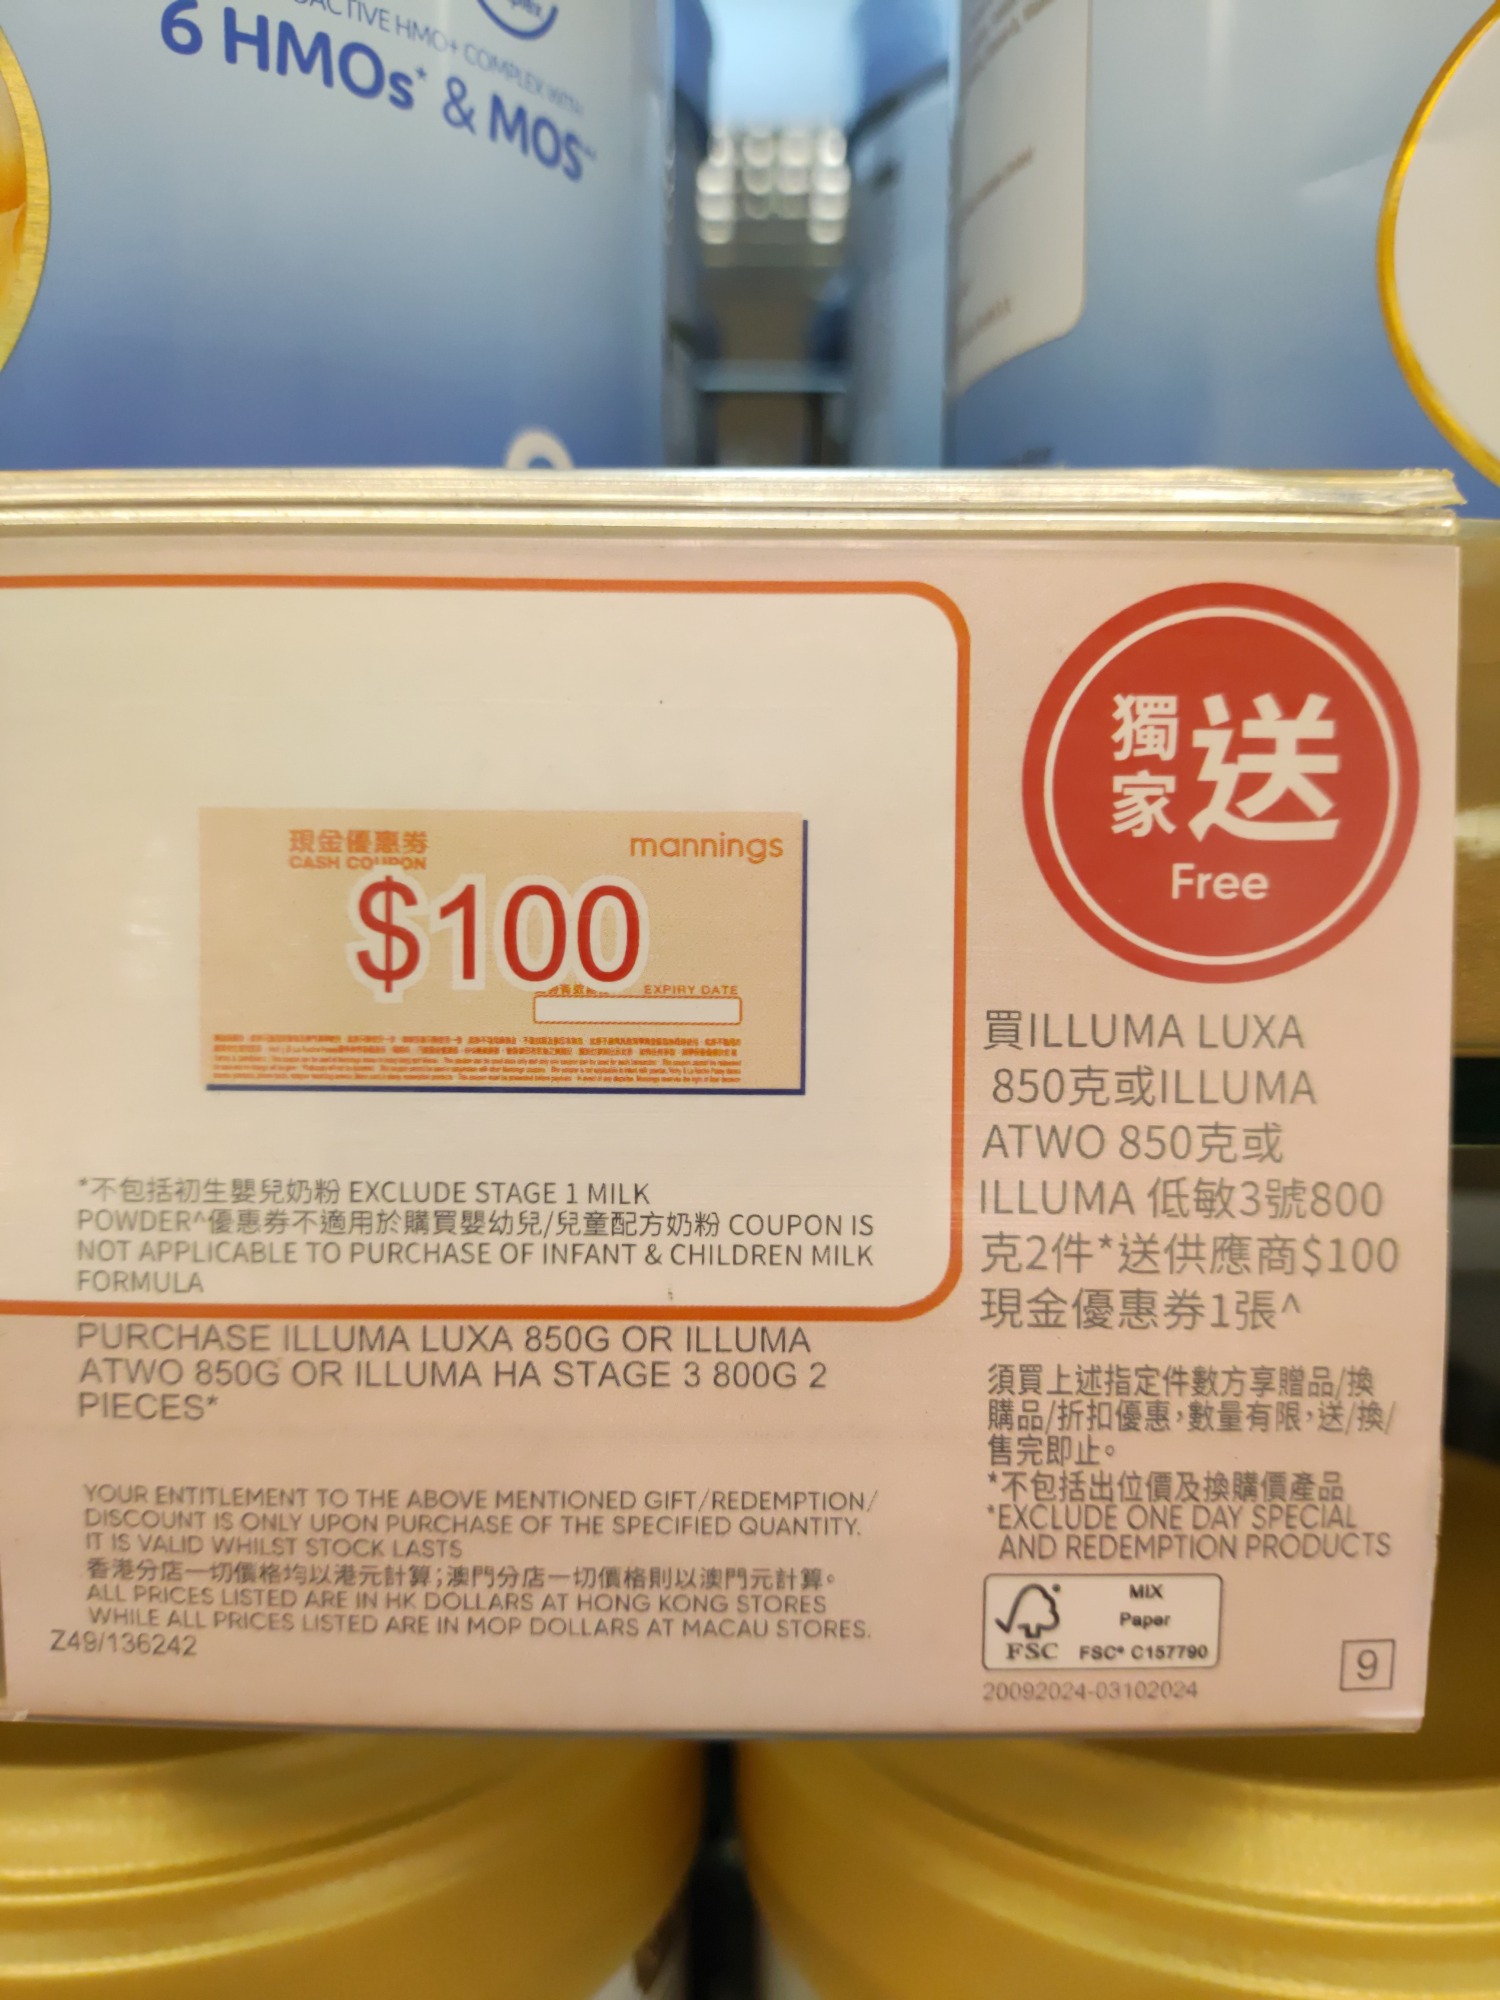 6 HMOs* & MOS
現金優惠券
CASH COUPON
mannings
$100
EXPIRY DATE
*不包括初生嬰兒奶粉 EXCLUDE STAGE 1 MILK
POWDER^優惠券不適用於購買嬰幼兒/兒童配方奶粉 COUPON IS
NOT APPLICABLE TO PURCHASE OF INFANT & CHILDREN MILK
FORMULA
PURCHASE ILLUMA LUXA 850G OR ILLUMA
ATWO 850G OR ILLUMA HA STAGE 3 800G 2
PIECES*
YOUR ENTITLEMENT TO THE ABOVE MENTIONED GIFT/REDEMPTION/
DISCOUNT IS ONLY UPON PURCHASE OF THE SPECIFIED QUANTITY.
IT IS VALID WHILST STOCK LASTS
香港分店一切價格均以港元計算;澳門分店一切價格則以澳門元計算。
ALL PRICES LISTED ARE IN HK DOLLARS AT HONG KONG STORES
WHILE ALL PRICES LISTED ARE IN MOP DOLLARS AT MACAU STORES.
Z49/136242
獨家送
Free
買ILLUMA LUXA
850克或ILLUMA
ATWO 850克或
ILLUMA 低敏3號800
克2件*送供應商$100
現金優惠券1張^
須買上述指定件數方享贈品/換
購品/折扣優惠,數量有限,送/換/
售完即止。
*不包括出位價及換購價產品
*EXCLUDE ONE DAY SPECIAL
AND REDEMPTION PRODUCTS
MIX
Paper
FSC FSC® C157790
20092024-03102024
9